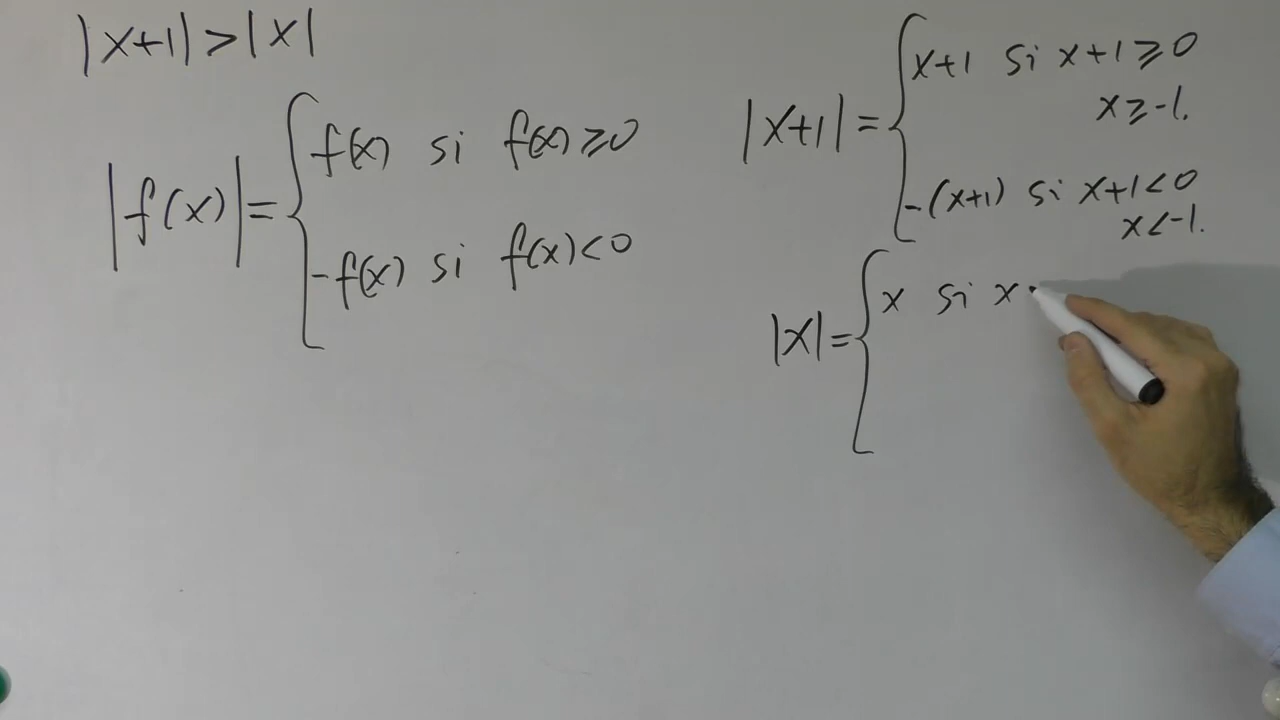 |x+1|>|x|
|f(x)|={
f(x) si f(x)≥0
-f(x) si f(x)<0
|x+1|={
x+1 si x+1≥0
x≥-1.
-(x+1) si x+1<0
x<-1.
|x|={
x si x